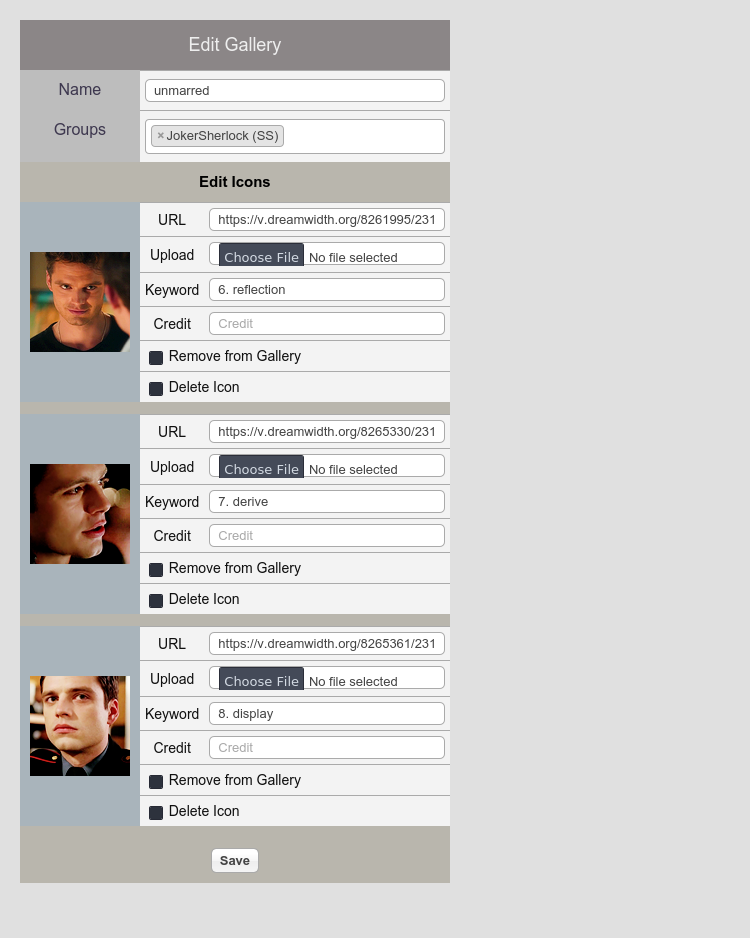 Edit Gallery
Name
unmarred
Groups
× JokerSherlock (SS)
Edit Icons
URL
https://v.dreamwidth.org/8261995/231
Upload
Choose File No file selected
Keyword
6. reflection
Credit
Credit
Remove from Gallery
Delete Icon
URL
https://v.dreamwidth.org/8265330/231
Upload
Choose File No file selected
Keyword
7. derive
Credit
Credit
Remove from Gallery
Delete Icon
URL
https://v.dreamwidth.org/8265361/231
Upload
Choose File No file selected
Keyword
8. display
Credit
Credit
Remove from Gallery
Delete Icon
Save